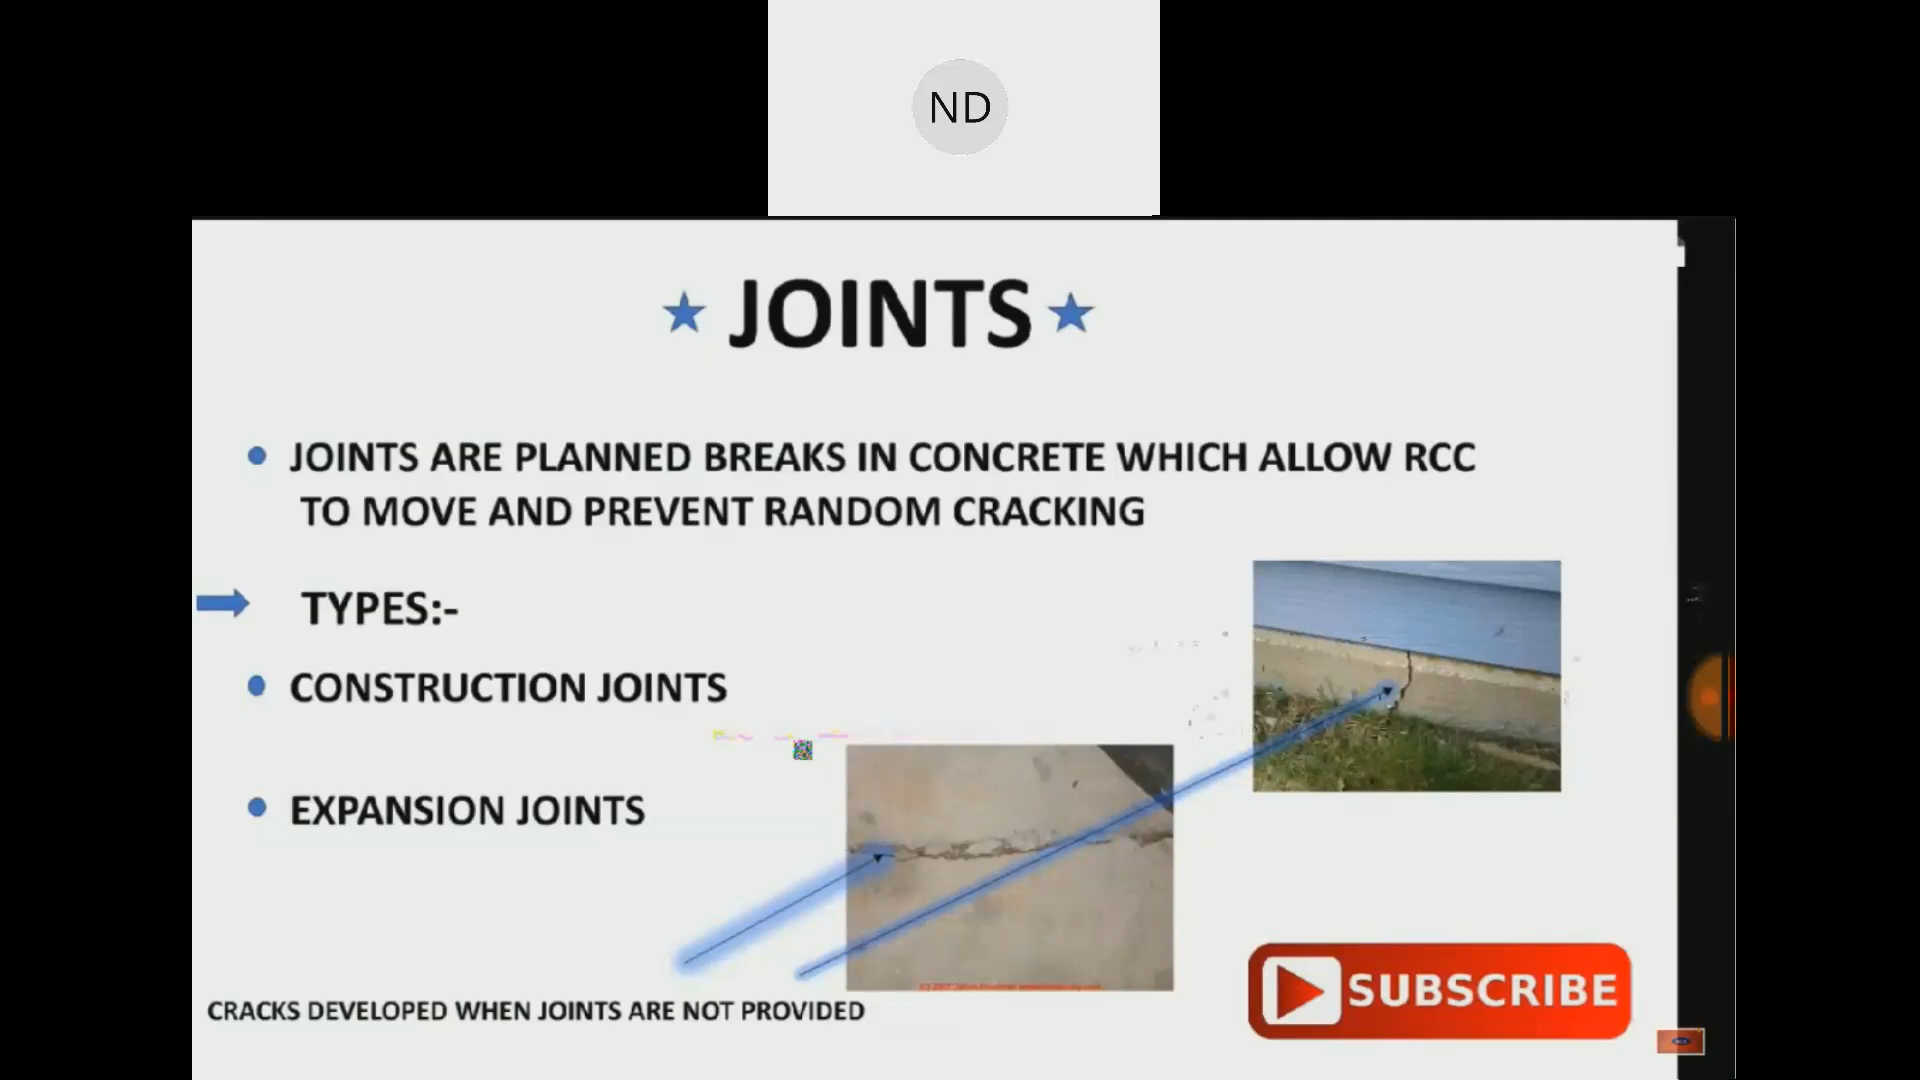 ND
JOINTS
JOINTS ARE PLANNED BREAKS IN CONCRETE WHICH ALLOW RCC
TO MOVE AND PREVENT RANDOM CRACKING
TYPES:-
CONSTRUCTION JOINTS
EXPANSION JOINTS
CRACKS DEVELOPED WHEN JOINTS ARE NOT PROVIDED
SUBSCRIBE